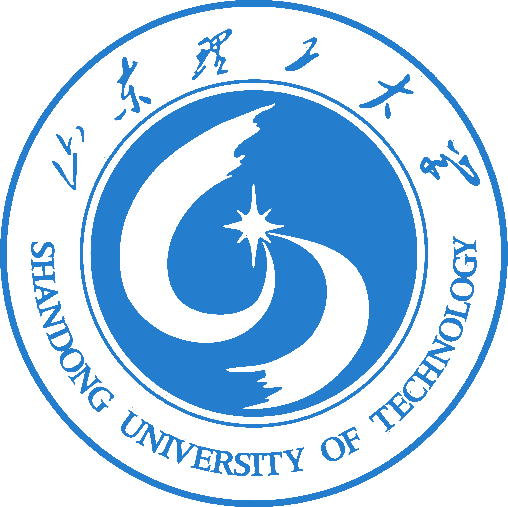 山东理工大学
SHANDONG UNIVERSITY OF TECHNOLOGY